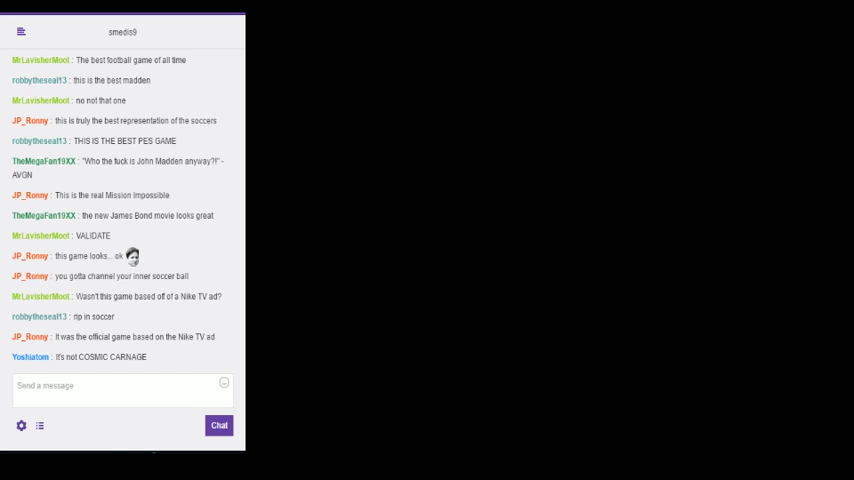 smedis9
MrLavisherMoot : The best football game of all time
robbytheseal13 : this is the best madden
MrLavisherMoot : no not that one
JP_Ronny : this is truly the best representation of the soccers
robbytheseal13 : THIS IS THE BEST PES GAME
TheMegaFan19XX : "Who the fuck is John Madden anyway?!" -
AVGN
JP_Ronny : This is the real Mission Impossible
TheMegaFan19XX : the new James Bond movie looks great
MrLavisherMoot : VALIDATE
JP_Ronny : this game looks... ok
JP_Ronny : you gotta channel your inner soccer ball
MrLavisherMoot : Wasn't this game based off of a Nike TV ad?
robbytheseal13 : rip in soccer
JP_Ronny : It was the official game based on the Nike TV ad
Yoshiatom : It's not COSMIC CARNAGE
Send a message
Chat